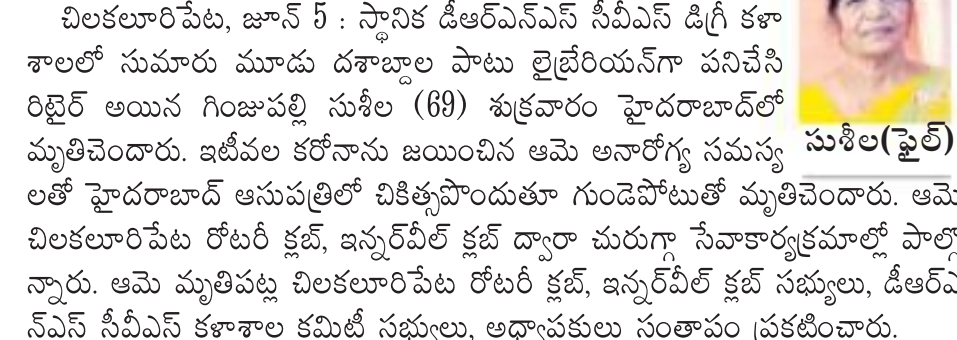 చిలకలూరిపేట, జూన్ 5 : స్థానిక డీఆర్ఎన్ఎస్ సీవీఎస్ డిగ్రీ కళా
శాలలో సుమారు మూడు దశాబ్దాల పాటు లైబ్రేరియన్‌గా పనిచేసి
రిటైర్ అయిన గింజుపల్లి సుశీల (69) శుక్రవారం హైదరాబాద్‌లో
మృతిచెందారు. ఇటీవల కరోనాను జయించిన ఆమె అనారోగ్య సమస్య
సుశీల(ఫైల్)
లతో హైదరాబాద్ ఆసుపత్రిలో చికిత్సపొందుతూ గుండెపోటుతో మృతిచెందారు. ఆమె
చిలకలూరిపేట రోటరీ క్లబ్, ఇన్నర్‌వీల్ క్లబ్ ద్వారా చురుగ్గా సేవాకార్యక్రమాల్లో పాల్గొ
న్నారు. ఆమె మృతిపట్ల చిలకలూరిపేట రోటరీ క్లబ్, ఇన్నర్‌వీల్ క్లబ్ సభ్యులు, డీఆర్ఎ
న్ఎస్ సీవీఎస్ కళాశాల కమిటీ సభ్యులు, అధ్యాపకులు సంతాపం ప్రకటించారు.